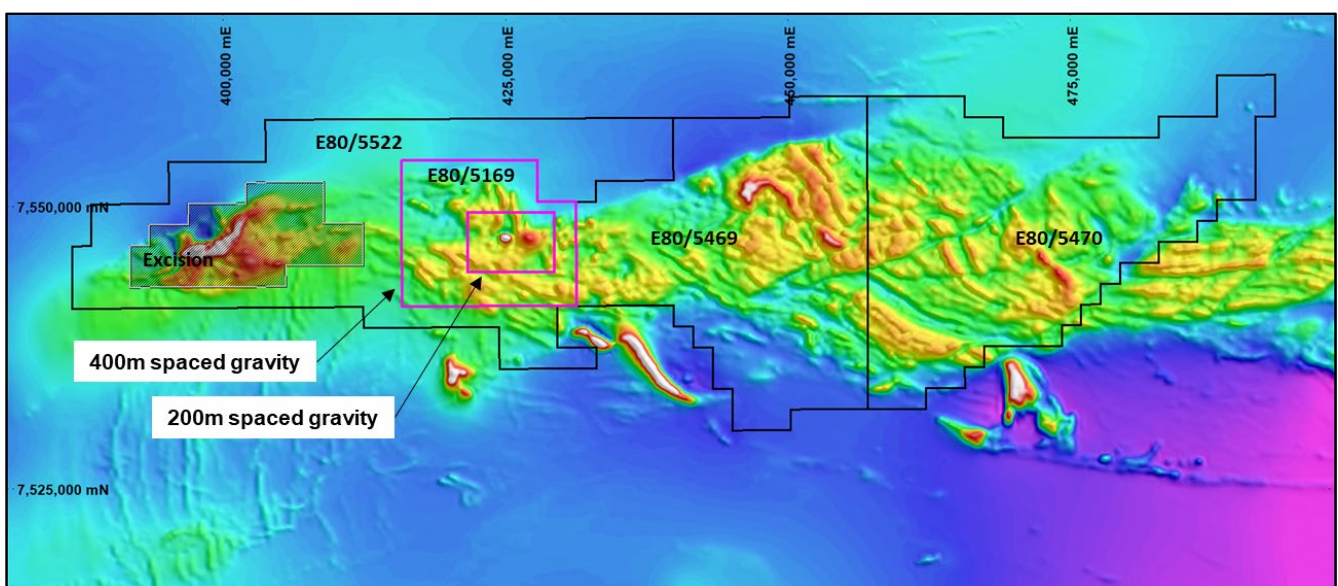 400,000 mE
425,000 mE
450,000 mE
475,000 mE
E80/5522
E80/5169
7,550,000 mN
E80/5469
E80/5470
Excision
400m spaced gravity
200m spaced gravity
7,525,000 mN